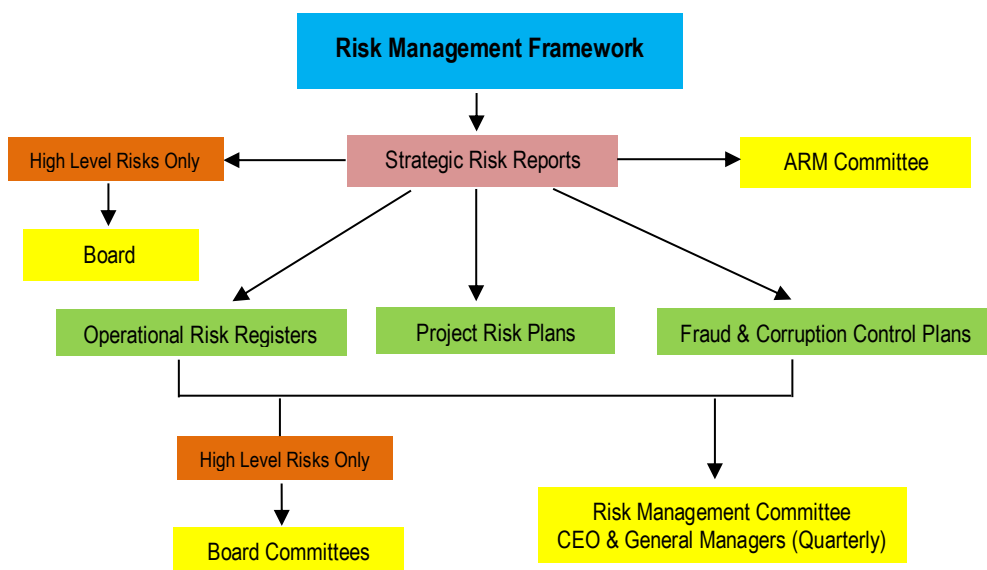 Risk Management Framework
High Level Risks Only
Strategic Risk Reports
ARM Committee
Board
Operational Risk Registers
Project Risk Plans
Fraud & Corruption Control Plans
High Level Risks Only
Risk Management Committee
CEO & General Managers (Quarterly)
Board Committees